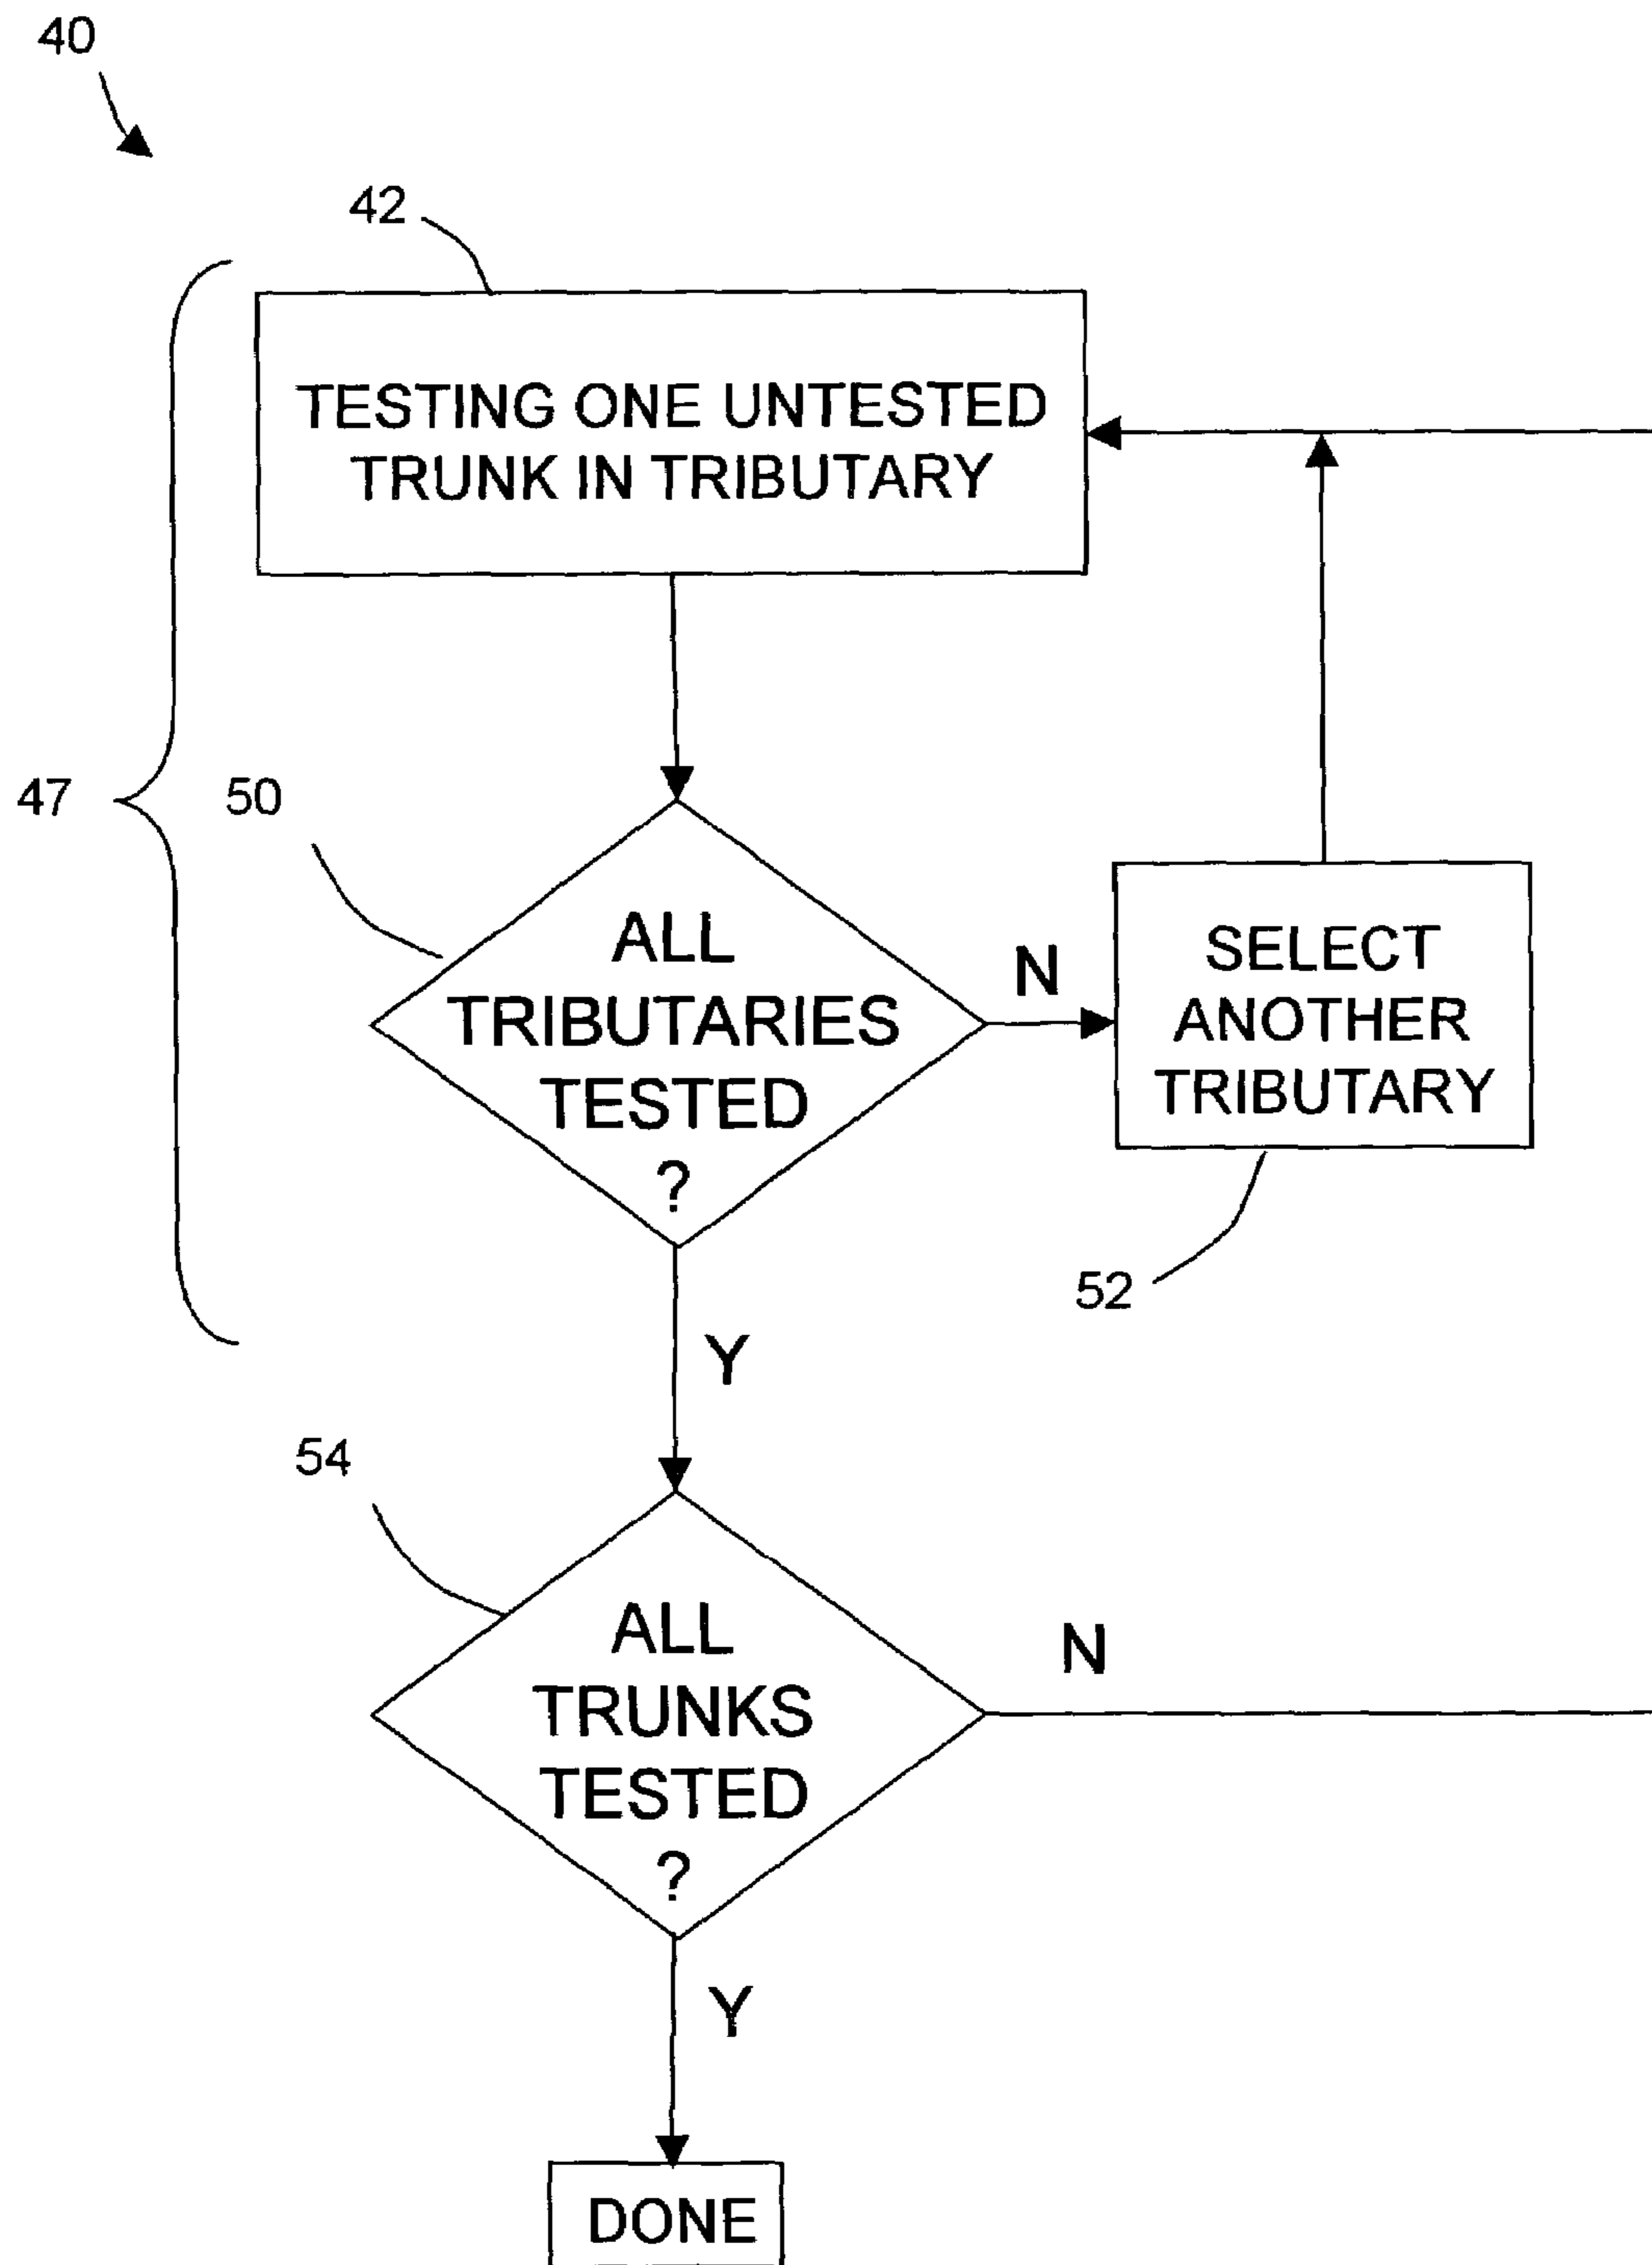 40
42
TESTING ONE UNTESTED
TRUNK IN TRIBUTARY
47
50
ALL
TRIBUTARIES
TESTED
?
N
SELECT
ANOTHER
TRIBUTARY
52
Y
54
ALL
TRUNKS
TESTED
?
N
Y
DONE